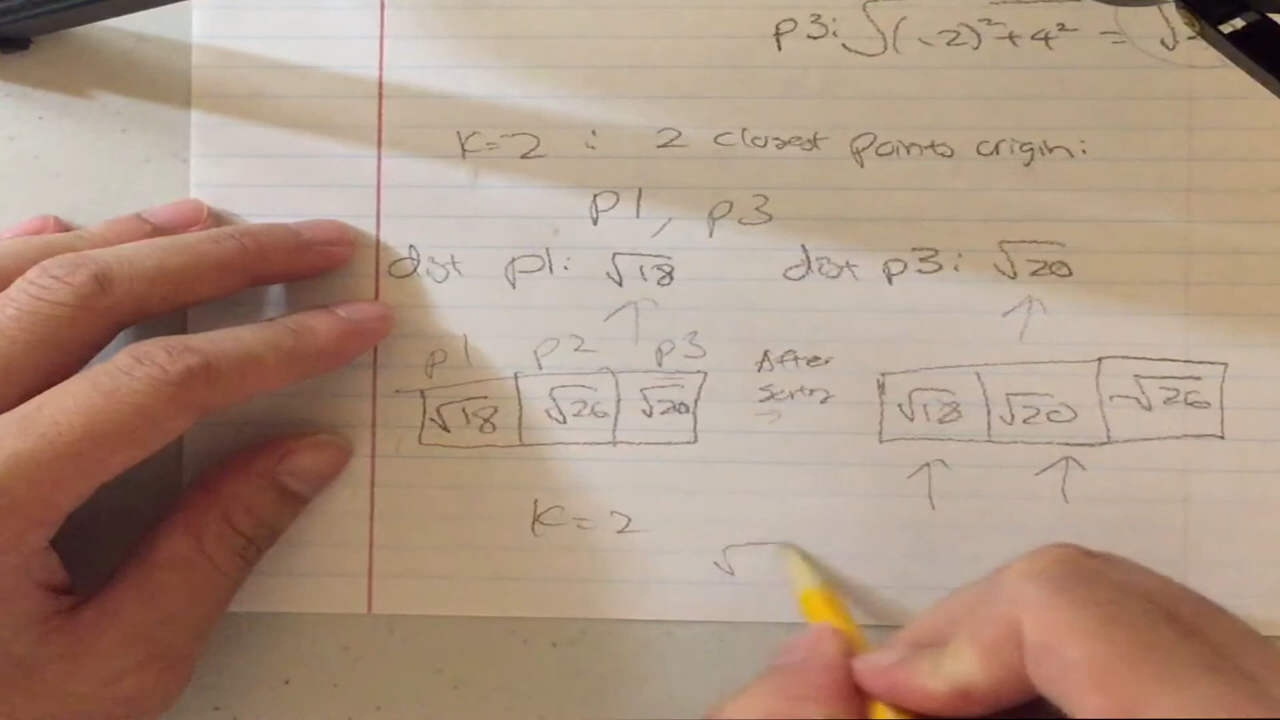 p3: √(-2)²+4² = √2
K=2 : 2 closest points origin:
p1, p3
dist p1: √18 dist p3: √20
p1 p2 p3
After
√18 √26 √20 √18 √20 √26
K=2
√